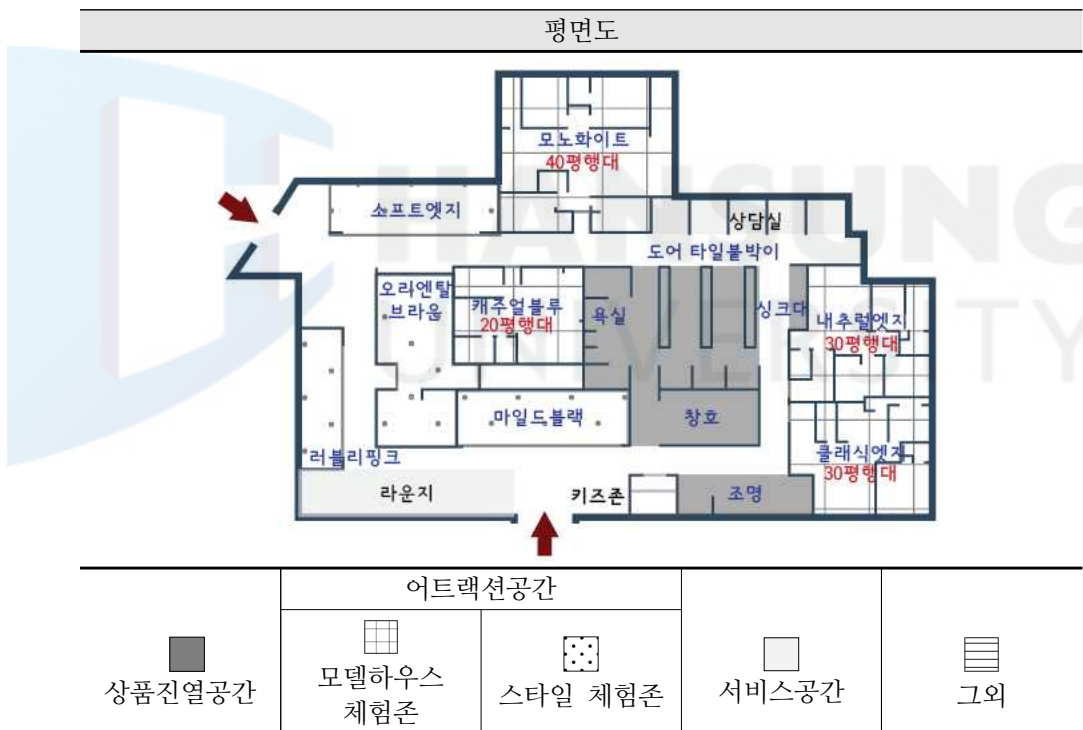 평면도
모노화이트
40평행대
소프트엣지
상담실
도어 타일붙박이
오리엔탈
브라운
캐주얼블루
20평행대
욕실
싱크대
내추럴엣지
30평행대
마일드블랙
창호
클래식엣지
30평행대
러블리핑크
라운지
키즈존
조명
HANSUNG
UNIVERSITY
어트랙션공간
상품진열공간
모델하우스
체험존
스타일 체험존
서비스공간
그외